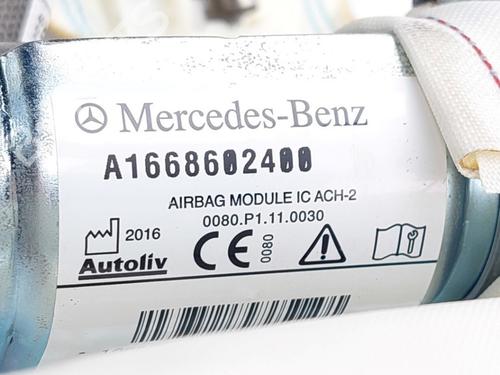 Mercedes-Benz
A1668602400
AIRBAG MODULE IC ACH-2
0080.P1.11.0030
2016
CE 0080
Autoliv